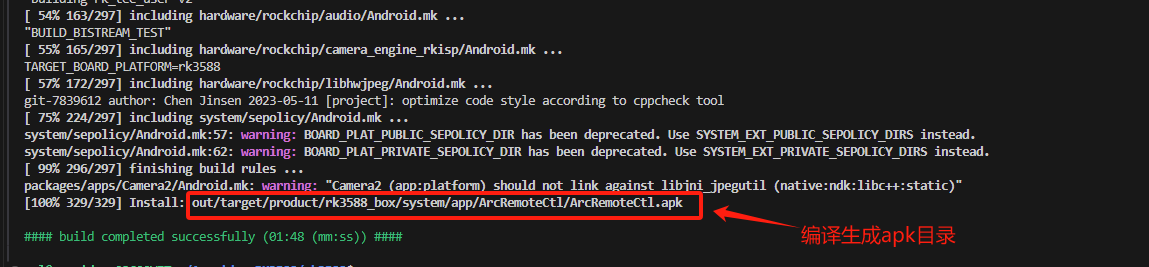 [ 54% 163/297] including hardware/rockchip/audio/Android.mk ...
"BUILD_BISTREAM_TEST"
[ 55% 165/297] including hardware/rockchip/camera_engine_rkisp/Android.mk ...
TARGET_BOARD_PLATFORM=rk3588
[ 57% 172/297] including hardware/rockchip/libhwjpeg/Android.mk ...
git-7839612 author: Chen Jinsen 2023-05-11 [project]: optimize code style according to cppcheck tool
[ 75% 224/297] including system/sepolicy/Android.mk ...
system/sepolicy/Android.mk:57: warning: BOARD_PLAT_PUBLIC_SEPOLICY_DIR has been deprecated. Use SYSTEM_EXT_PUBLIC_SEPOLICY_DIRS instead.
system/sepolicy/Android.mk:62: warning: BOARD_PLAT_PRIVATE_SEPOLICY_DIR has been deprecated. Use SYSTEM_EXT_PRIVATE_SEPOLICY_DIRS instead.
[ 99% 296/297] finishing build rules ...
packages/apps/Camera2/Android.mk: warning: "Camera2 (app:platform) should not link against libjni_jpegutil (native:ndk:libc++:static)"
[100% 329/329] Install: out/target/product/rk3588_box/system/app/ArcRemoteCtl/ArcRemoteCtl.apk
#### build completed successfully (01:48 (mm:ss)) ####
编译生成apk目录